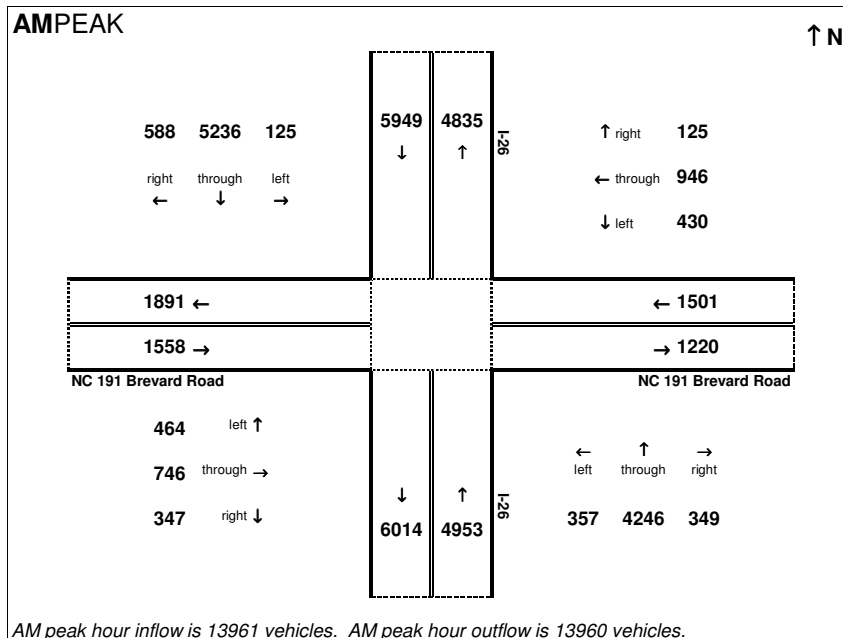 AMPEAK
↑ N
588 5236 125
right through left
← ↓ →
5949 4835
↓ ↑
I-26
↑ right 125
← through 946
↓ left 430
1891 ←
← 1501
1558 →
→ 1220
NC 191 Brevard Road
NC 191 Brevard Road
464 left ↑
746 through →
347 right ↓
↓ ↑
6014 4953
I-26
← ↑ →
left through right
357 4246 349
AM peak hour inflow is 13961 vehicles. AM peak hour outflow is 13960 vehicles.